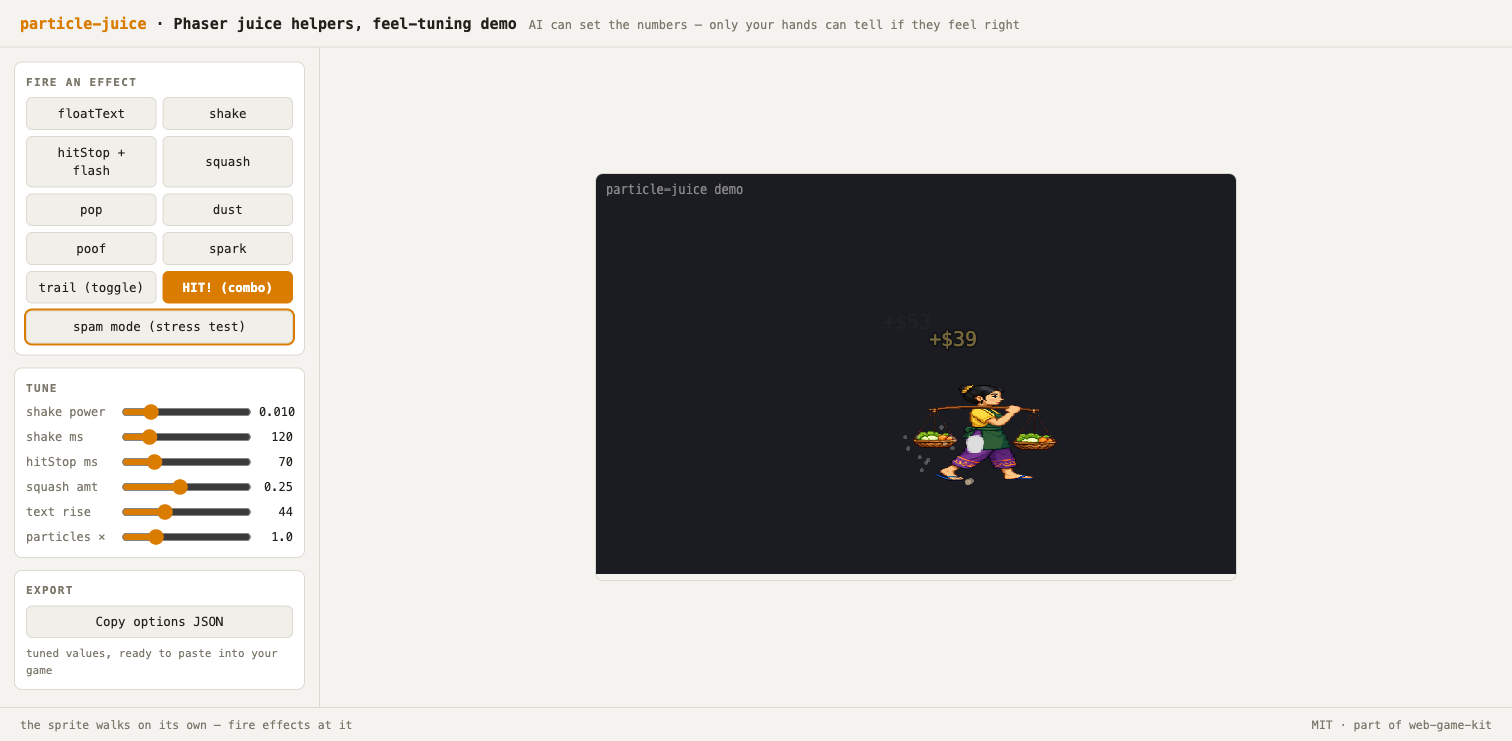 particle-juice · Phaser juice helpers, feel-tuning demo AI can set the numbers — only your hands can tell if they feel right
FIRE AN EFFECT
floatText shake
hitStop +
flash
squash
pop dust
poof spark
trail (toggle) HIT! (combo)
spam mode (stress test)
TUNE
shake power 0.010
shake ms 120
hitStop ms 70
squash amt 0.25
text rise 44
particles × 1.0
EXPORT
Copy options JSON
tuned values, ready to paste into your
game
particle-juice demo
+$53
+$39
the sprite walks on its own — fire effects at it
MIT · part of web-game-kit